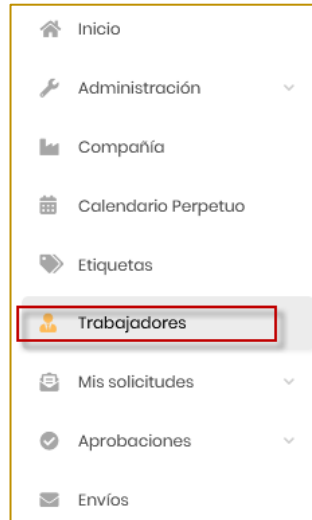 Inicio
Administración
Compañía
Calendario Perpetuo
Etiquetas
Trabajadores
Mis solicitudes
Aprobaciones
Envíos